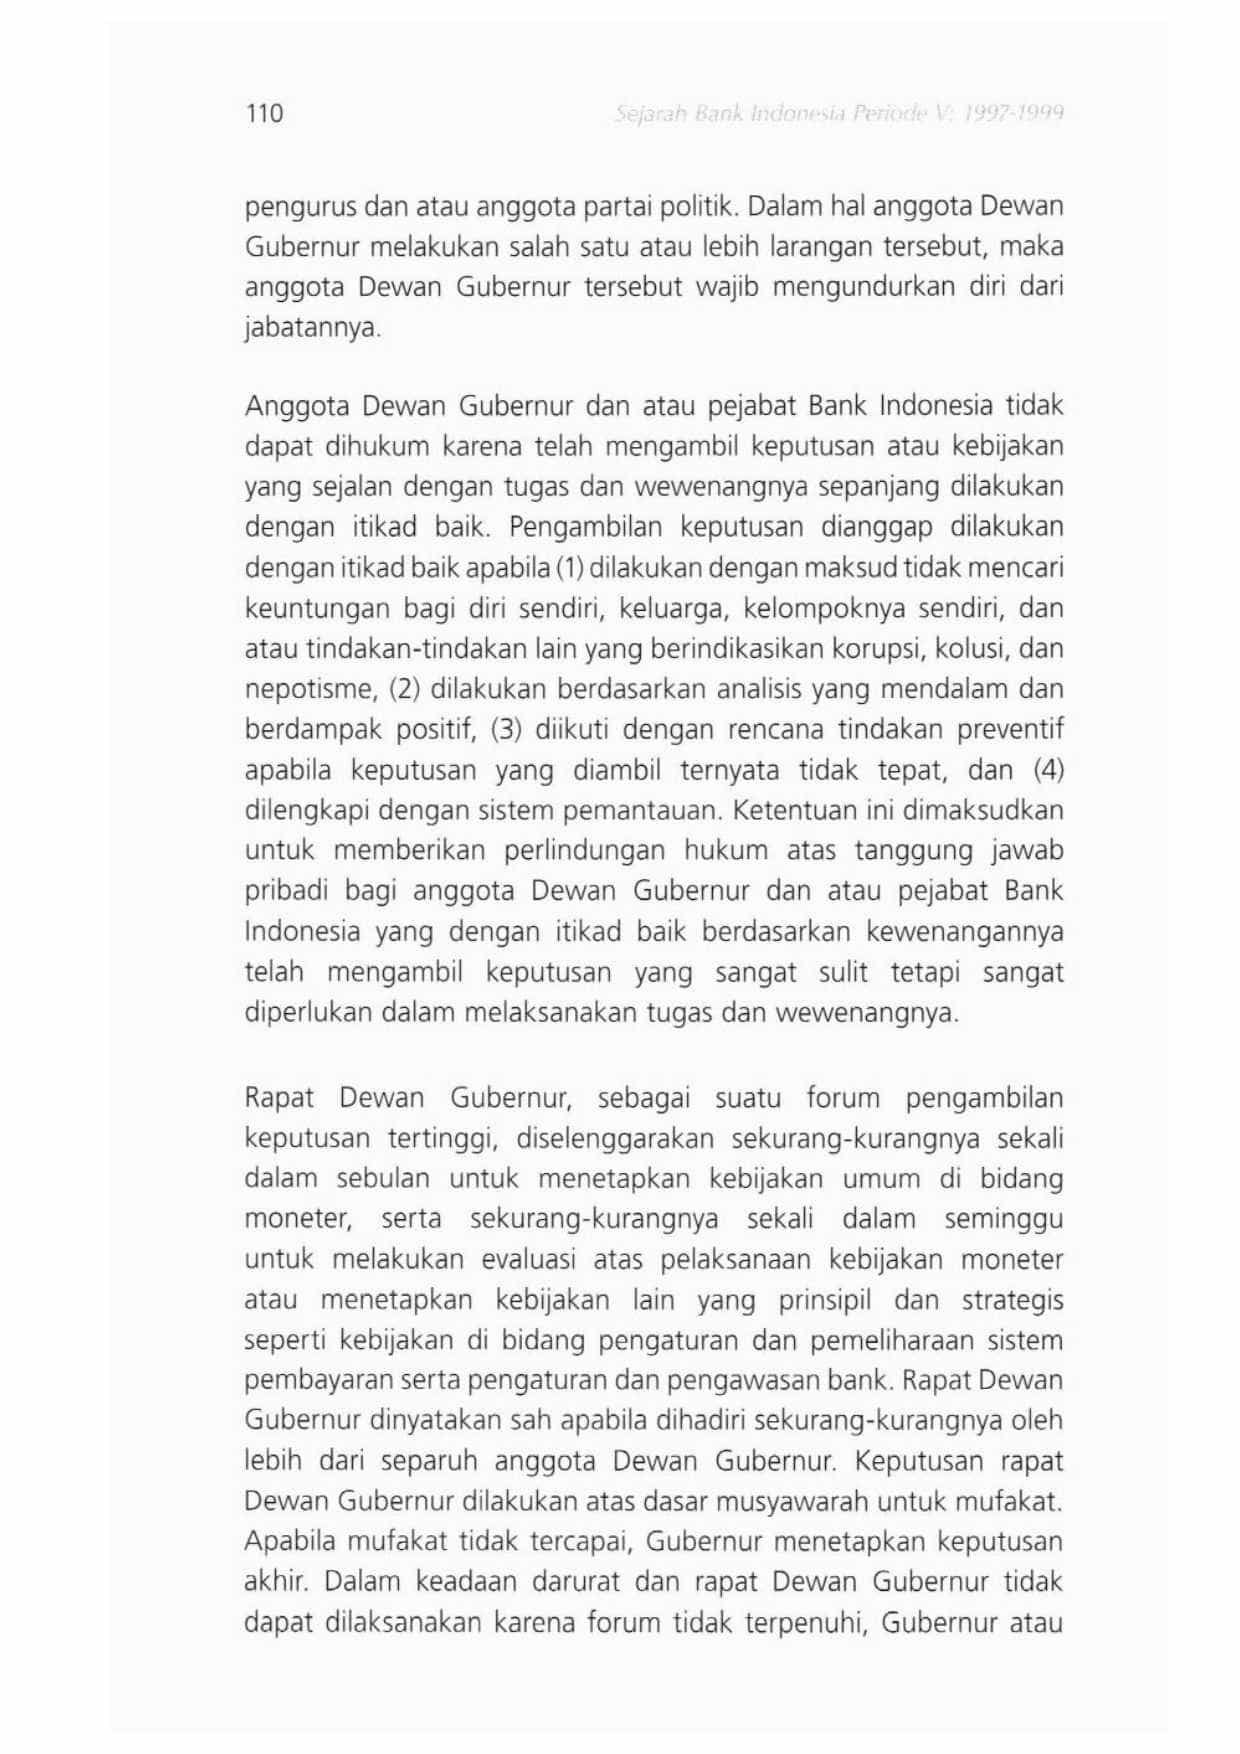 110
Sejarah Bank Indonesia Periode V: 1997-1999
pengurus dan atau anggota partai politik. Dalam hal anggota Dewan
Gubernur melakukan salah satu atau lebih larangan tersebut, maka
anggota Dewan Gubernur tersebut wajib mengundurkan diri dari
jabatannya.
Anggota Dewan Gubernur dan atau pejabat Bank Indonesia tidak
dapat dihukum karena telah mengambil keputusan atau kebijakan
yang sejalan dengan tugas dan wewenangnya sepanjang dilakukan
dengan itikad baik. Pengambilan keputusan dianggap dilakukan
dengan itikad baik apabila (1) dilakukan dengan maksud tidak mencari
keuntungan bagi diri sendiri, keluarga, kelompoknya sendiri, dan
atau tindakan-tindakan lain yang berindikasikan korupsi, kolusi, dan
nepotisme, (2) dilakukan berdasarkan analisis yang mendalam dan
berdampak positif, (3) diikuti dengan rencana tindakan preventif
apabila keputusan yang diambil ternyata tidak tepat, dan (4)
dilengkapi dengan sistem pemantauan. Ketentuan ini dimaksudkan
untuk memberikan perlindungan hukum atas tanggung jawab
pribadi bagi anggota Dewan Gubernur dan atau pejabat Bank
Indonesia yang dengan itikad baik berdasarkan kewenangannya
telah mengambil keputusan yang sangat sulit tetapi sangat
diperlukan dalam melaksanakan tugas dan wewenangnya.
Rapat Dewan Gubernur, sebagai suatu forum pengambilan
keputusan tertinggi, diselenggarakan sekurang-kurangnya sekali
dalam sebulan untuk menetapkan kebijakan umum di bidang
moneter, serta sekurang-kurangnya sekali dalam seminggu
untuk melakukan evaluasi atas pelaksanaan kebijakan moneter
atau menetapkan kebijakan lain yang prinsipil dan strategis
seperti kebijakan di bidang pengaturan dan pemeliharaan sistem
pembayaran serta pengaturan dan pengawasan bank. Rapat Dewan
Gubernur dinyatakan sah apabila dihadiri sekurang-kurangnya oleh
lebih dari separuh anggota Dewan Gubernur. Keputusan rapat
Dewan Gubernur dilakukan atas dasar musyawarah untuk mufakat.
Apabila mufakat tidak tercapai, Gubernur menetapkan keputusan
akhir. Dalam keadaan darurat dan rapat Dewan Gubernur tidak
dapat dilaksanakan karena forum tidak terpenuhi, Gubernur atau